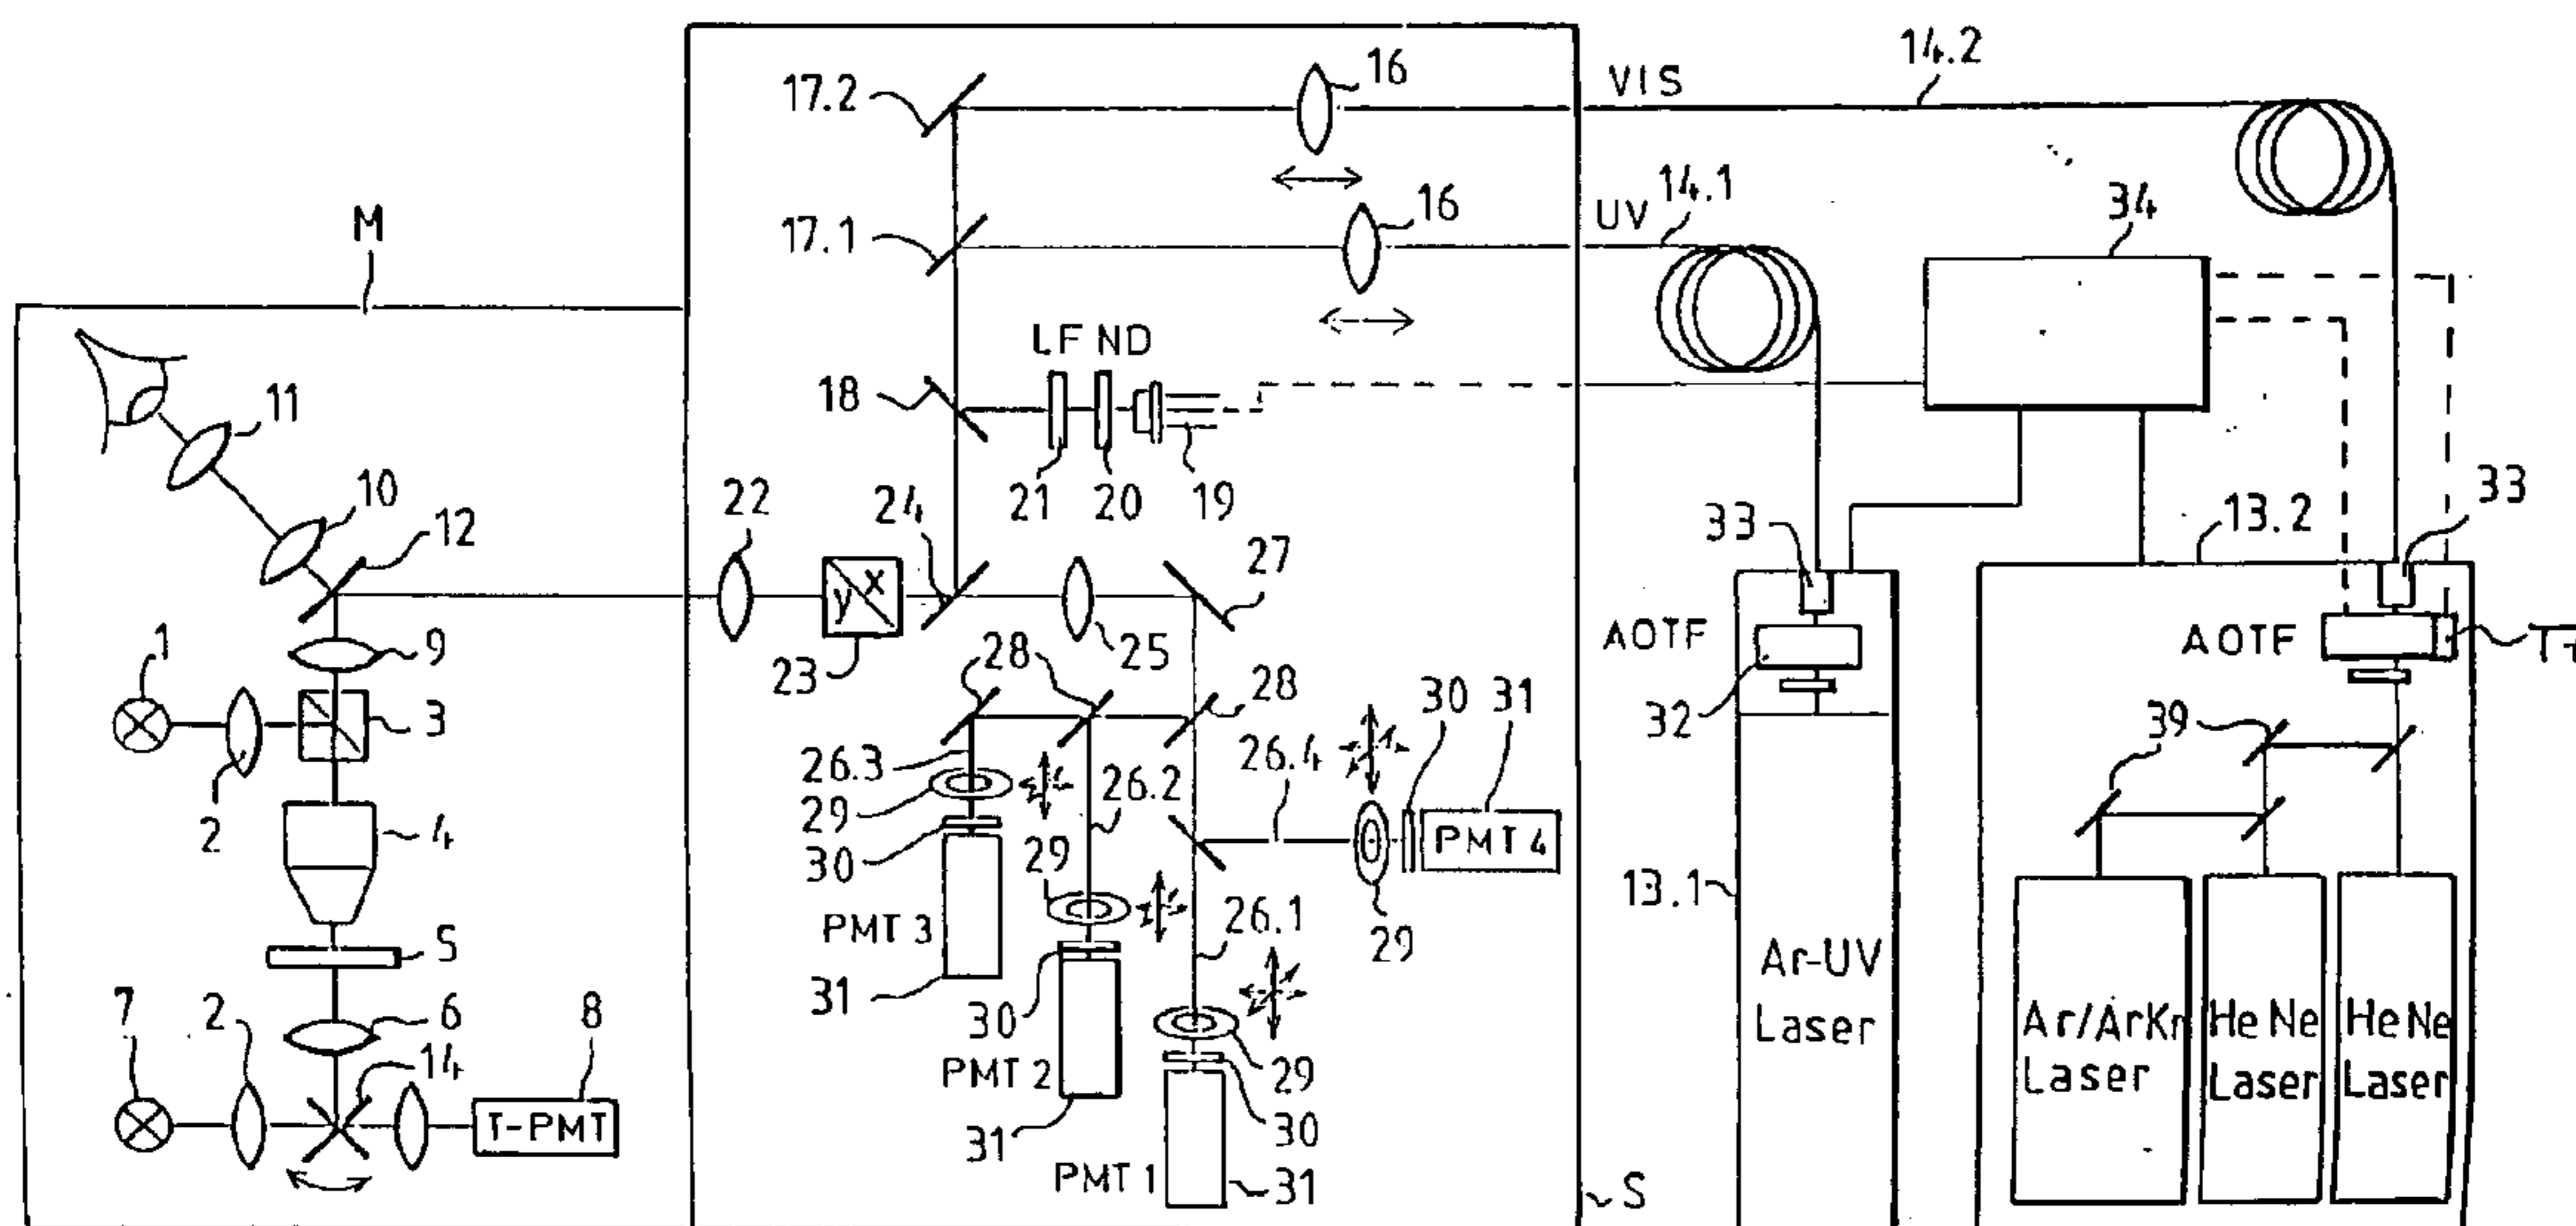 14.2
16
VIS
17.2
14.1
16
34
M
UV
17.1
LF ND
11
18
10
22
24
21
20
19
33
13.2
33
12
27
1
9
28
AOTF
AOTF
y x
25
23
28
30
31
32
39
3
26.3
26.2
26.4
2
29
4
30
29
PMT 4
PMT 3
26.1
13.1
29
5
Ar-UV
Laser
31
30
7
2
6
8
Ar/ArKr
Laser
He Ne
Laser
He Ne
Laser
29
14
PMT 2
30
T-PMT
31
PMT 1
31
S